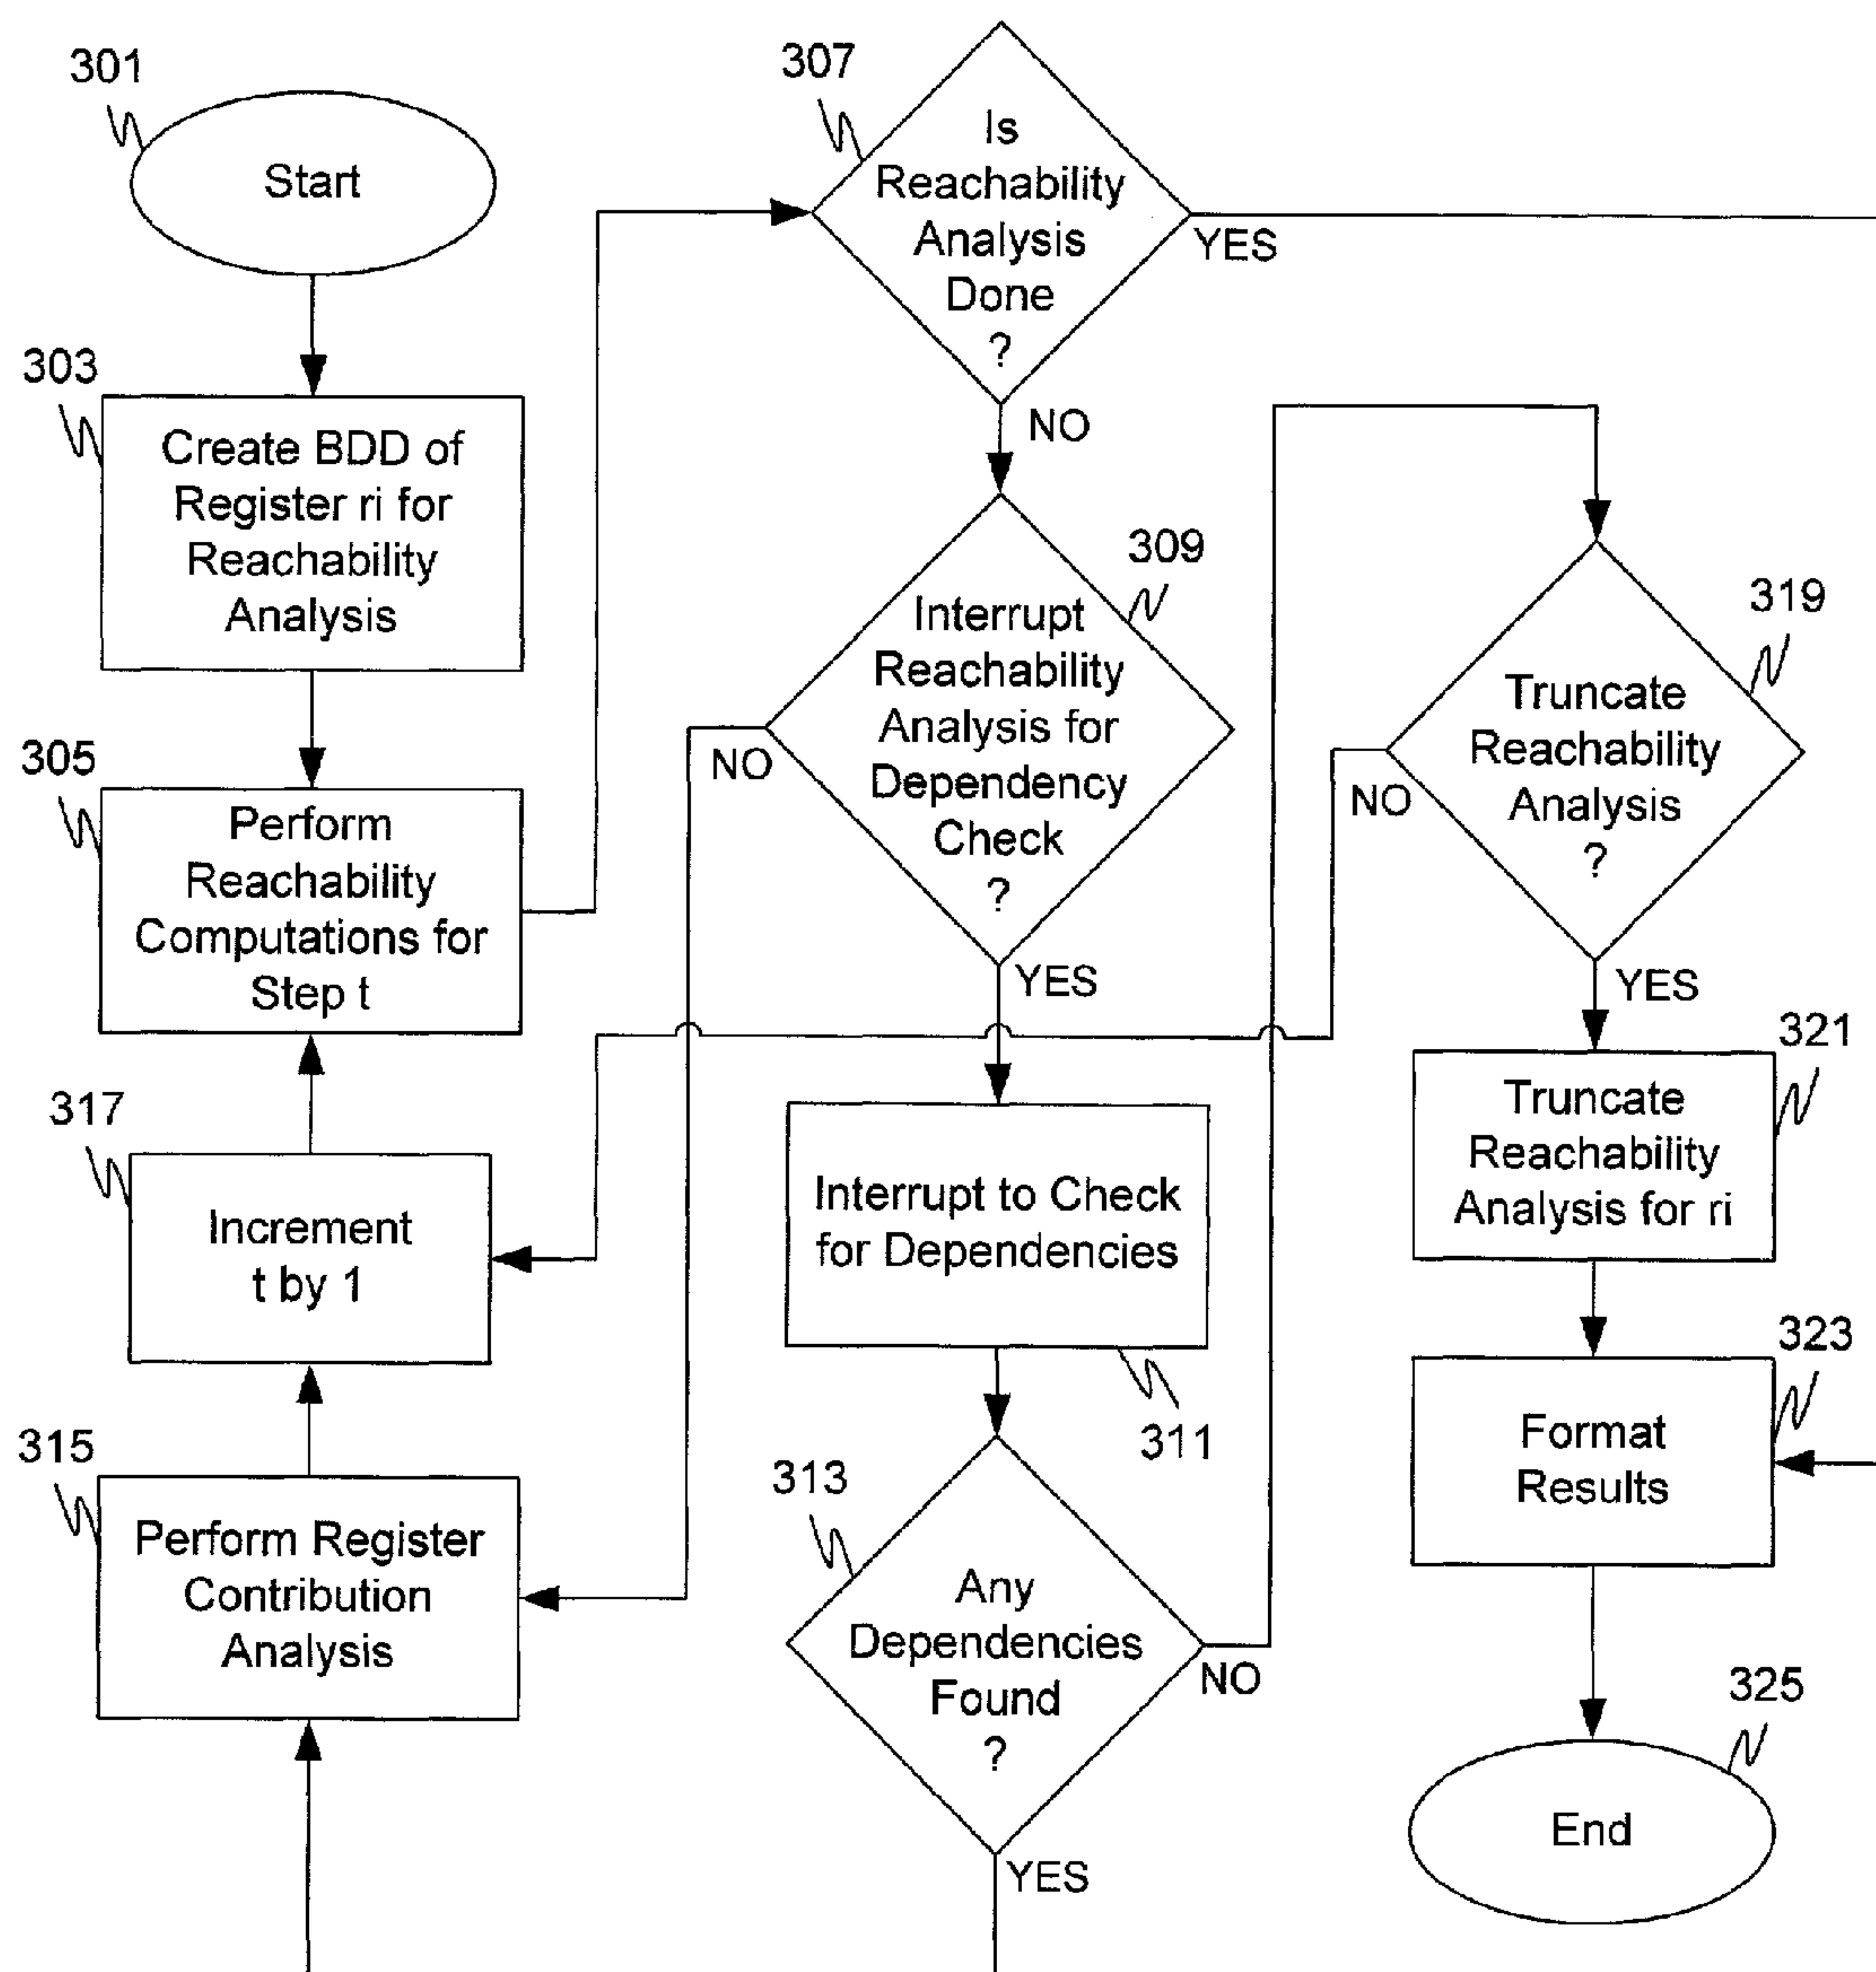 301
Start
303
Create BDD of
Register ri for
Reachability
Analysis
305
Perform
Reachability
Computations for
Step t
317
Increment
t by 1
315
Perform Register
Contribution
Analysis
307
Is
Reachability
Analysis
Done
?
YES
NO
309
Interrupt
Reachability
Analysis for
Dependency
Check
?
NO
YES
Interrupt to Check
for Dependencies
311
313
Any
Dependencies
Found
?
NO
YES
319
Truncate
Reachability
Analysis
?
NO
YES
321
Truncate
Reachability
Analysis for ri
323
Format
Results
325
End